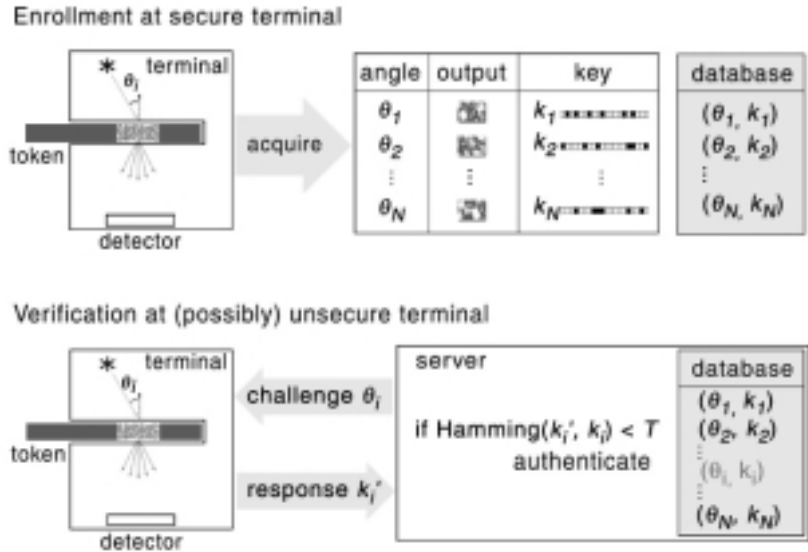 Enrollment at secure terminal
terminal
θi
token
detector
acquire
angle output key
θ1 k1
θ2 k2
⋮ ⋮ ⋮
θN kN
database
(θ1, k1)
(θ2, k2)
⋮
(θN, kN)
Verification at (possibly) unsecure terminal
terminal
θi
token
detector
challenge θi
response ki′
server
if Hamming(ki′, ki) < T
authenticate
database
(θ1, k1)
(θ2, k2)
⋮
(θi, ki)
⋮
(θN, kN)